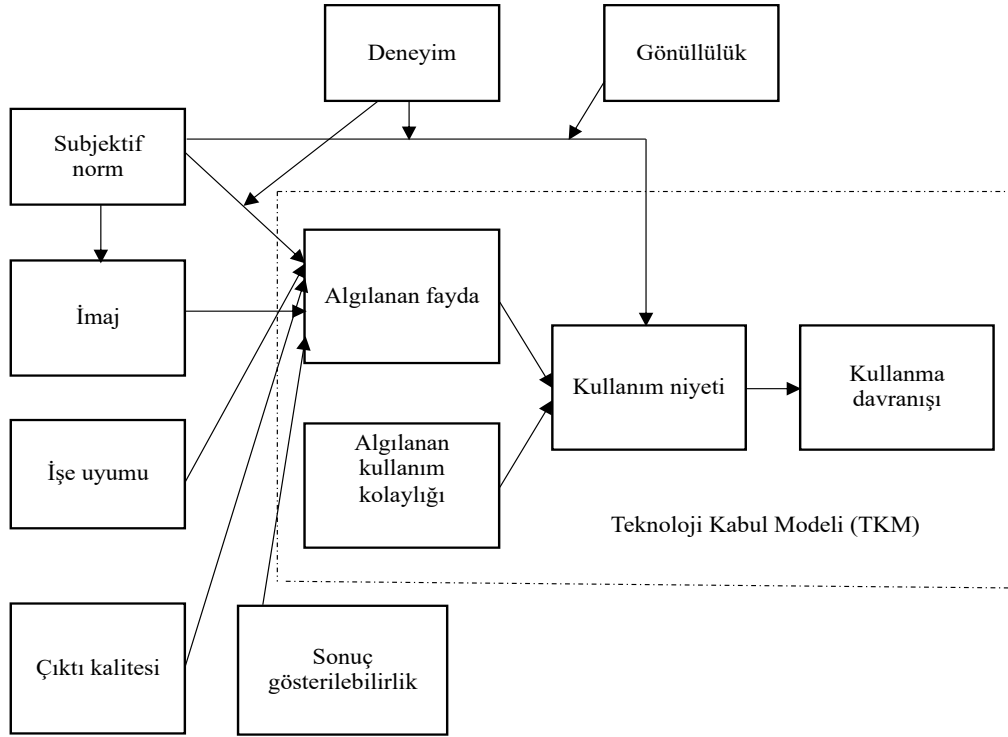 Deneyim
Gönüllülük
Subjektif
norm
İmaj
Algılanan fayda
Kullanım niyeti
Kullanma
davranışı
İşe uyumu
Algılanan
kullanım
kolaylığı
Teknoloji Kabul Modeli (TKM)
Çıktı kalitesi
Sonuç
gösterilebilirlik